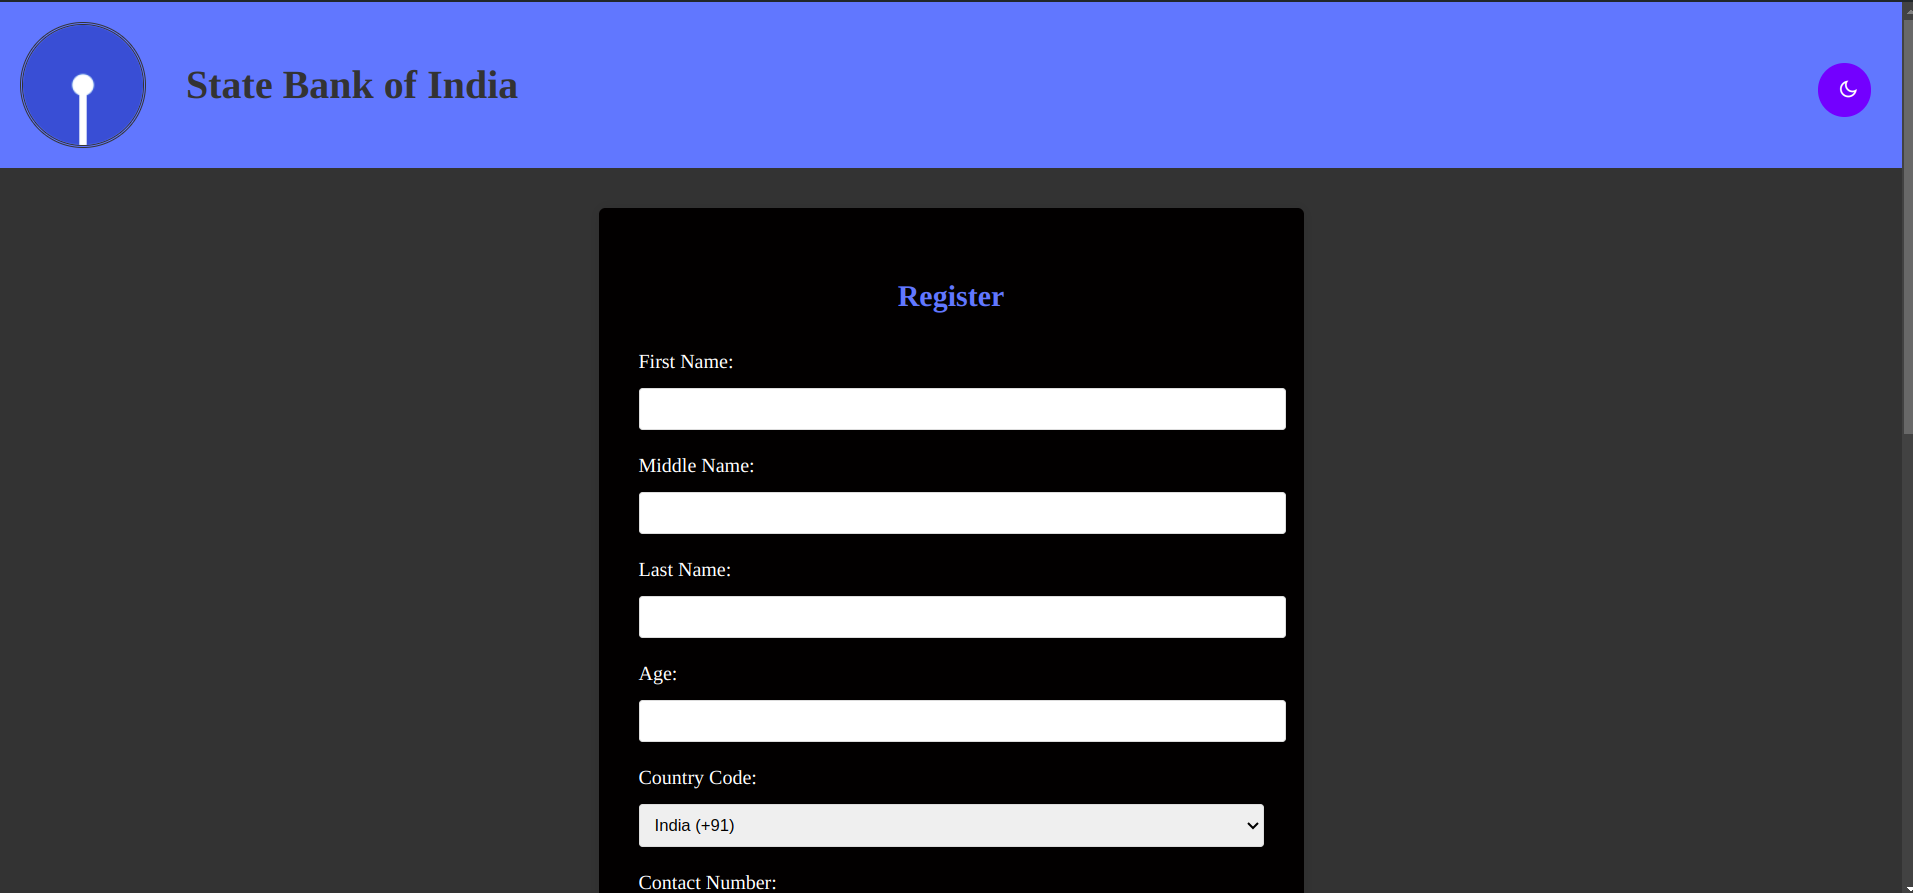 State Bank of India
Register
First Name:
Middle Name:
Last Name:
Age:
Country Code:
India (+91)
Contact Number: